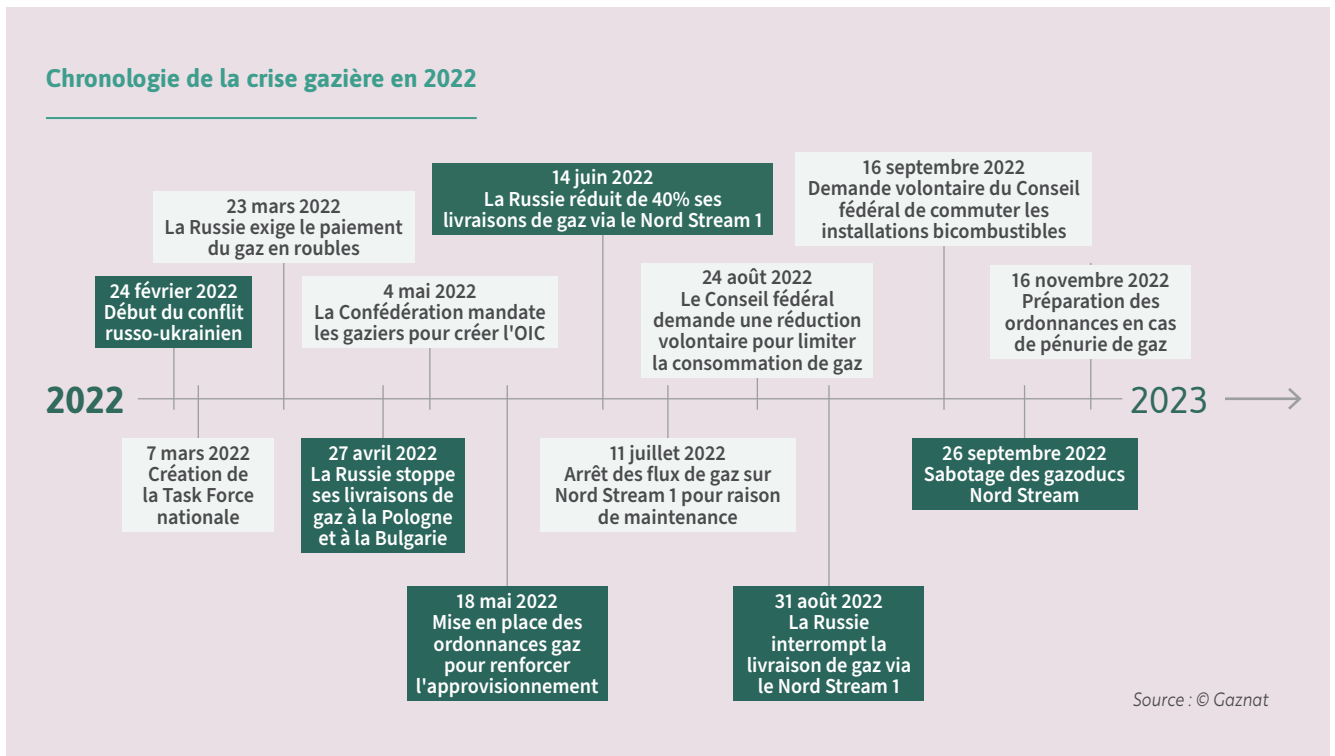 Chronologie de la crise gazière en 2022
14 juin 2022
La Russie réduit de 40% ses
livraisons de gaz via le Nord Stream 1
16 septembre 2022
Demande volontaire du Conseil
fédéral de commuter les
installations bicombustibles
23 mars 2022
La Russie exige le paiement
du gaz en roubles
24 février 2022
Début du conflit
russo-ukrainien
4 mai 2022
La Confédération mandate
les gaziers pour créer l'OIC
24 août 2022
Le Conseil fédéral
demande une réduction
volontaire pour limiter
la consommation de gaz
16 novembre 2022
Préparation des
ordonnances en cas
de pénurie de gaz
2022
2023
7 mars 2022
Création de
la Task Force
nationale
27 avril 2022
La Russie stoppe
ses livraisons de
gaz à la Pologne
et à la Bulgarie
11 juillet 2022
Arrêt des flux de gaz sur
Nord Stream 1 pour raison
de maintenance
26 septembre 2022
Sabotage des gazoducs
Nord Stream
18 mai 2022
Mise en place des
ordonnances gaz
pour renforcer
l'approvisionnement
31 août 2022
La Russie
interrompt la
livraison de gaz via
le Nord Stream 1
Source : © Gaznat